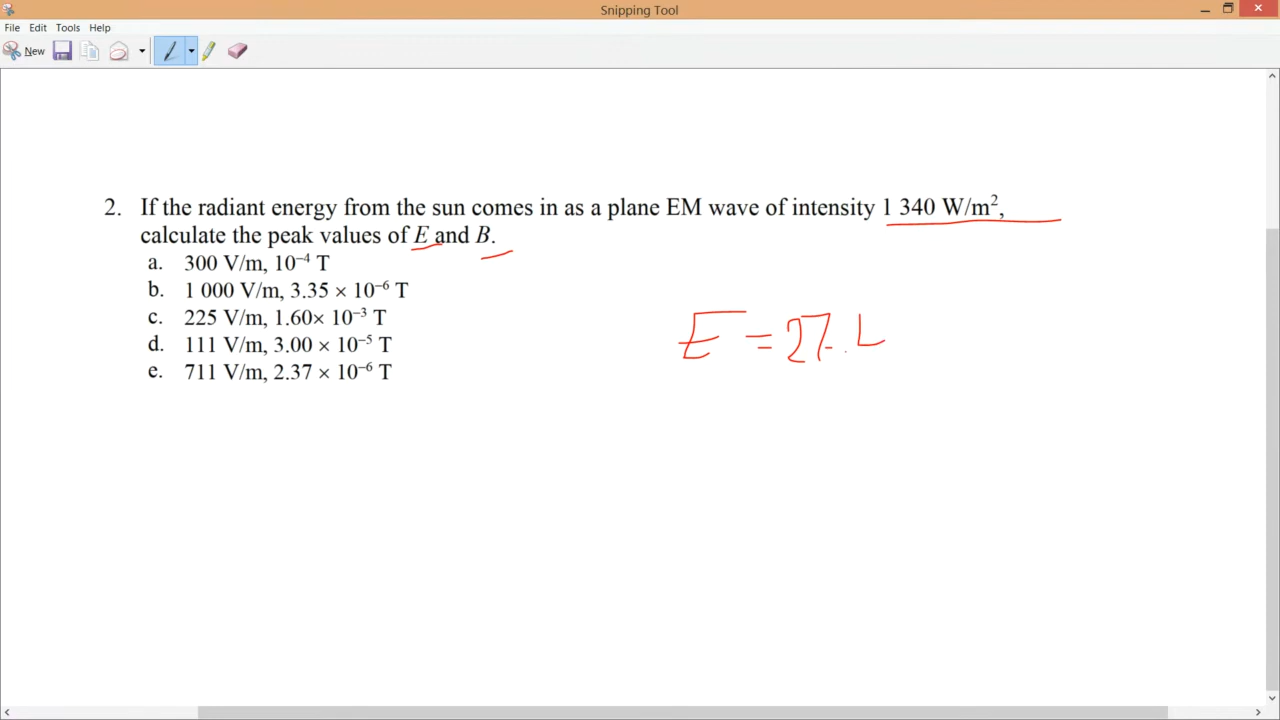 Snipping Tool
File Edit Tools Help
New
2. If the radiant energy from the sun comes in as a plane EM wave of intensity 1 340 W/m², calculate the peak values of E and B.
a. 300 V/m, 10⁻⁴ T
b. 1 000 V/m, 3.35 × 10⁻⁶ T
c. 225 V/m, 1.60× 10⁻³ T
d. 111 V/m, 3.00 × 10⁻⁵ T
e. 711 V/m, 2.37 × 10⁻⁶ T
E = 27.4